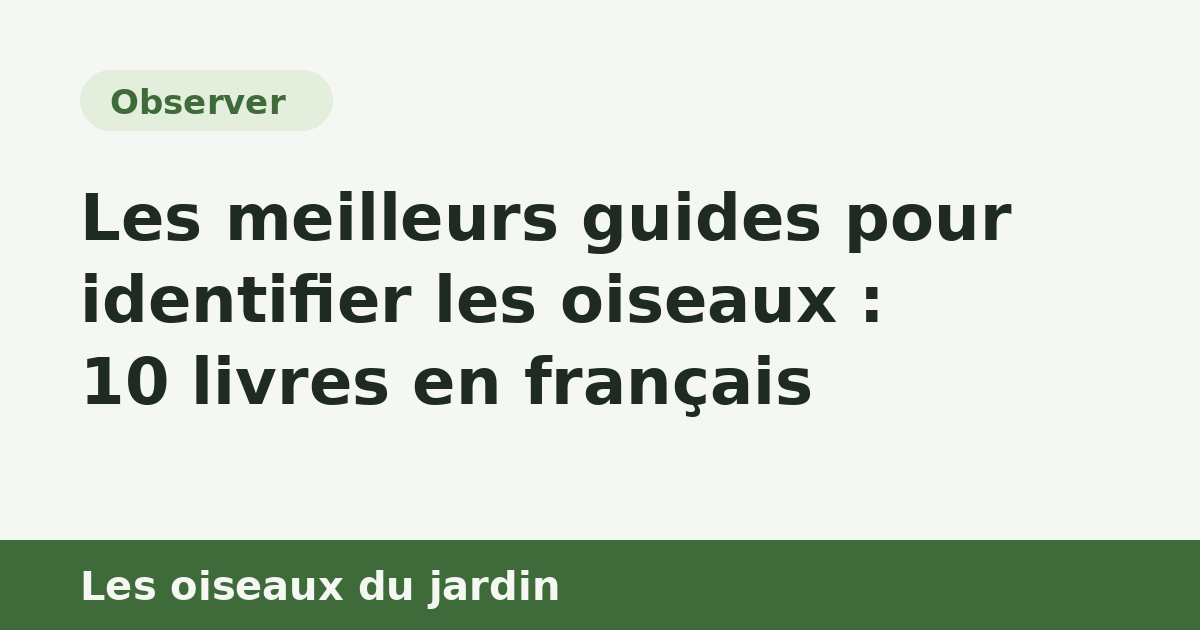 Observer
Les meilleurs guides pour
identifier les oiseaux :
10 livres en français
Les oiseaux du jardin